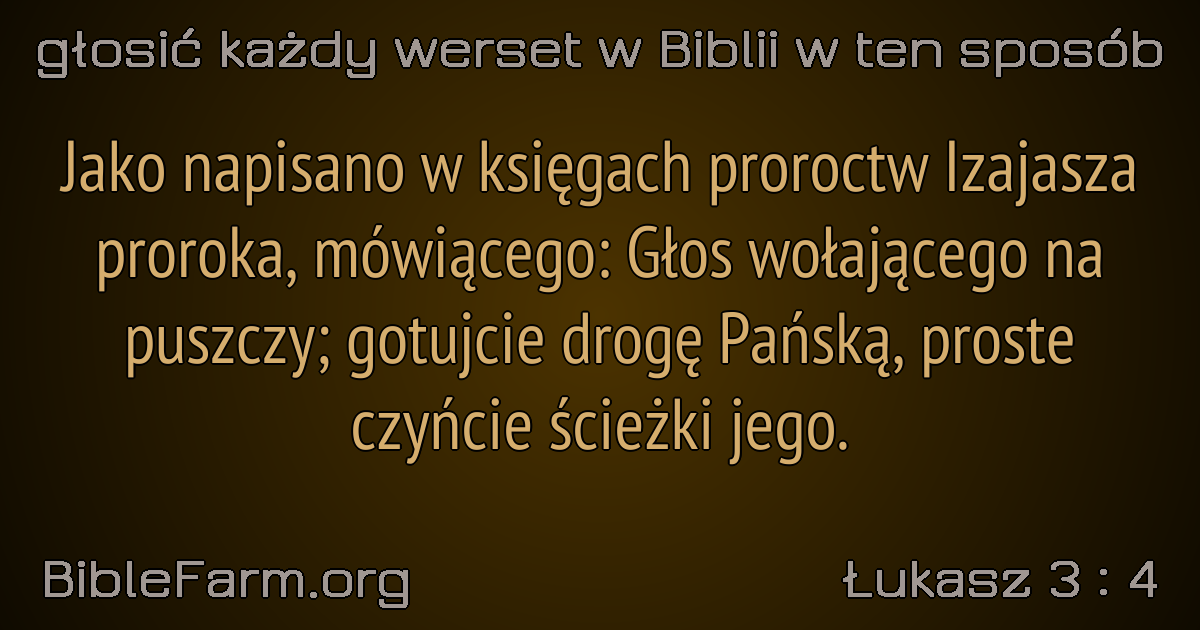 głosić każdy werset w Biblii w ten sposób
Jako napisano w księgach proroctw Izajasza
proroka, mówiącego: Głos wołającego na
puszczy; gotujcie drogę Pańską, proste
czyńcie ścieżki jego.
BibleFarm.org
Łukasz 3 : 4